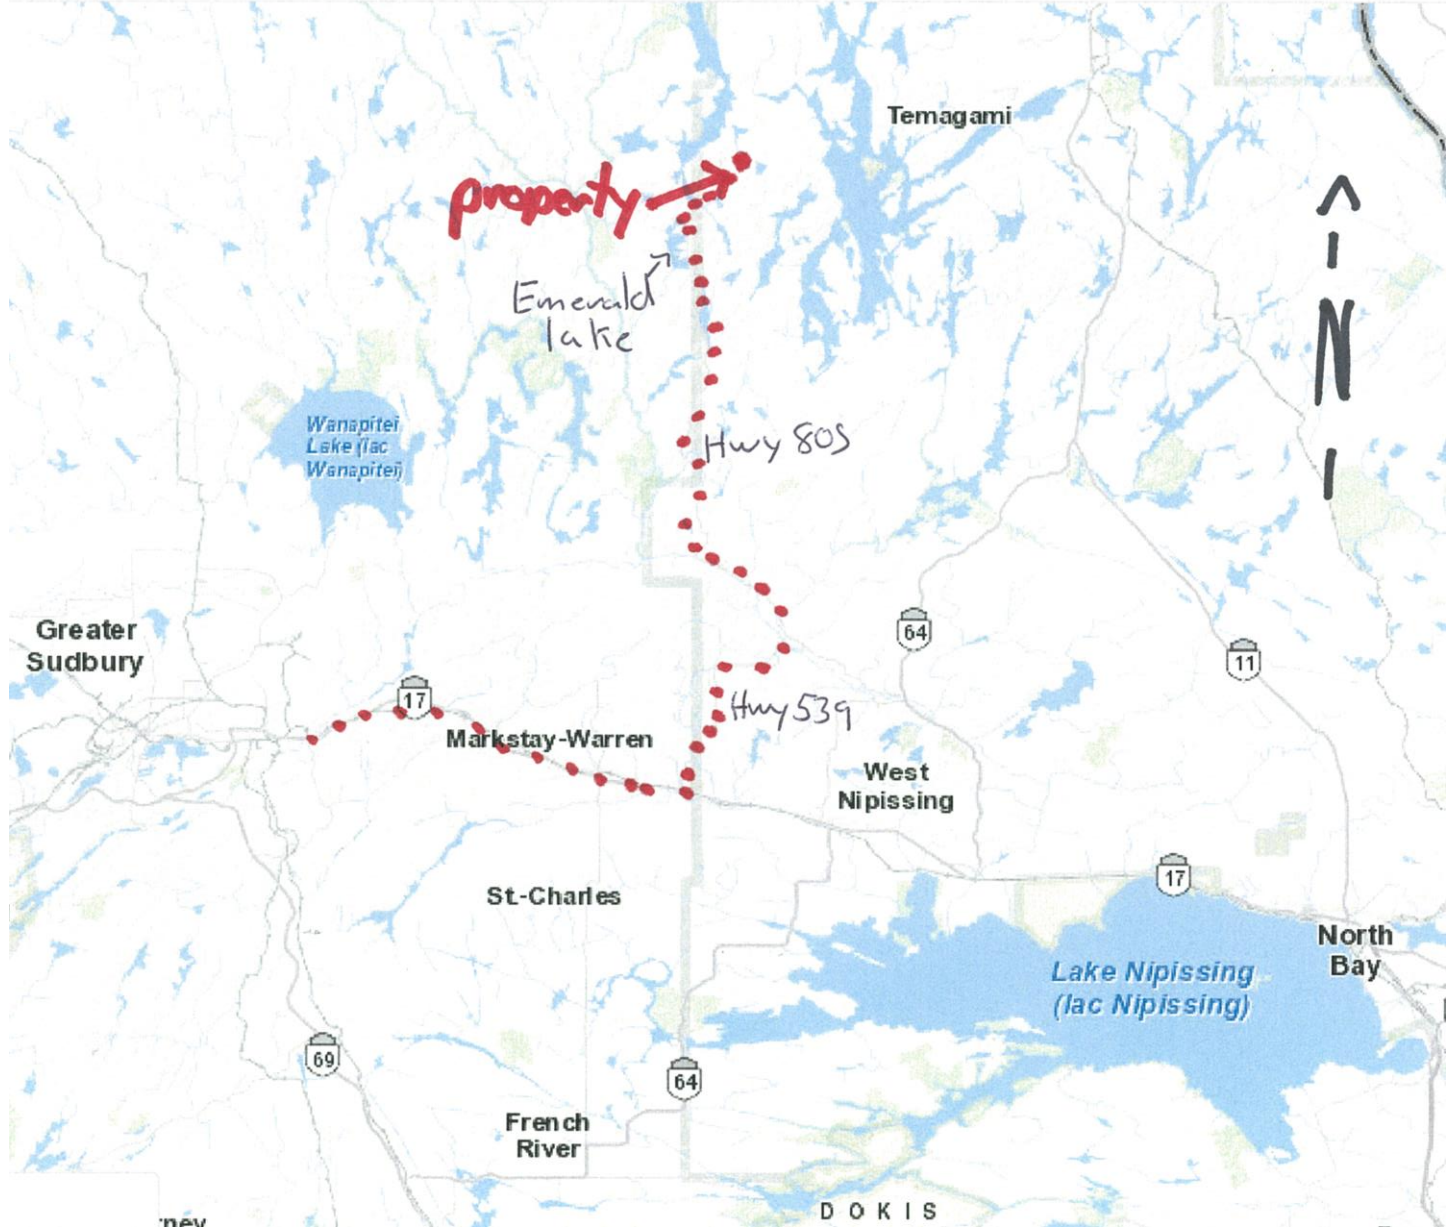 Temagami
property
Emerald
lake
N
Wanapitei
Lake (lac
Wanapitei)
Hwy 805
Greater
Sudbury
64
11
17
Markstay-Warren
Hwy 539
West
Nipissing
St.-Charles
17
North
Bay
Lake Nipissing
(lac Nipissing)
69
64
French
River
DOKIS